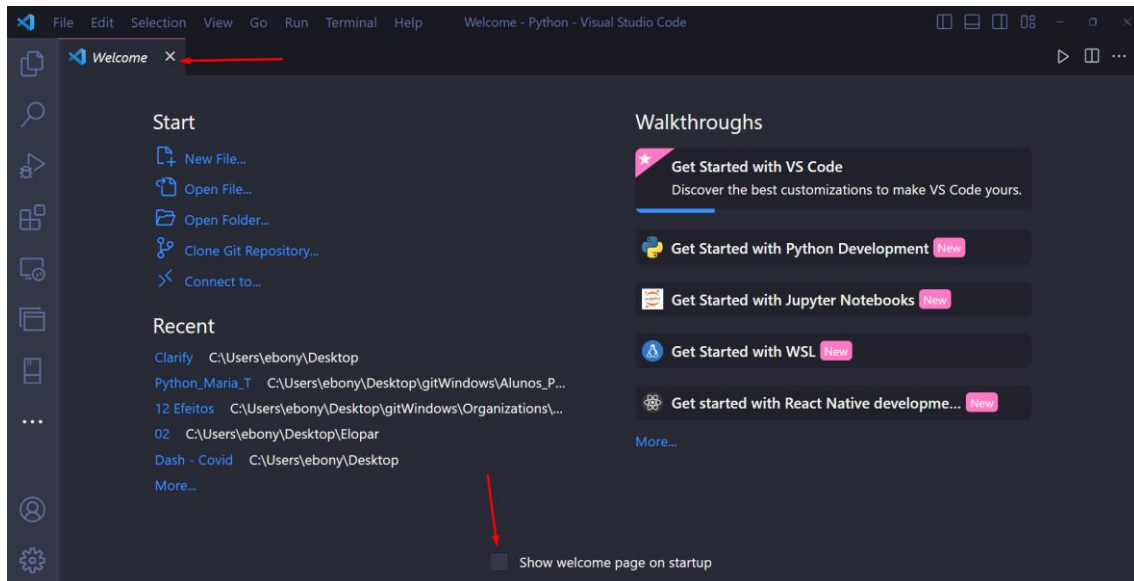 File Edit Selection View Go Run Terminal Help Welcome - Python - Visual Studio Code
Welcome
Start
New File...
Open File...
Open Folder...
Clone Git Repository...
Connect to...
Recent
Clarify C:\Users\ebony\Desktop
Python_Maria_T C:\Users\ebony\Desktop\gitWindows\Alunos_P...
12 Efeitos C:\Users\ebony\Desktop\gitWindows\Organizations\...
02 C:\Users\ebony\Desktop\Elopar
Dash - Covid C:\Users\ebony\Desktop
More...
Walkthroughs
Get Started with VS Code
Discover the best customizations to make VS Code yours.
Get Started with Python Development New
Get Started with Jupyter Notebooks New
Get Started with WSL New
Get started with React Native developme... New
More...
Show welcome page on startup